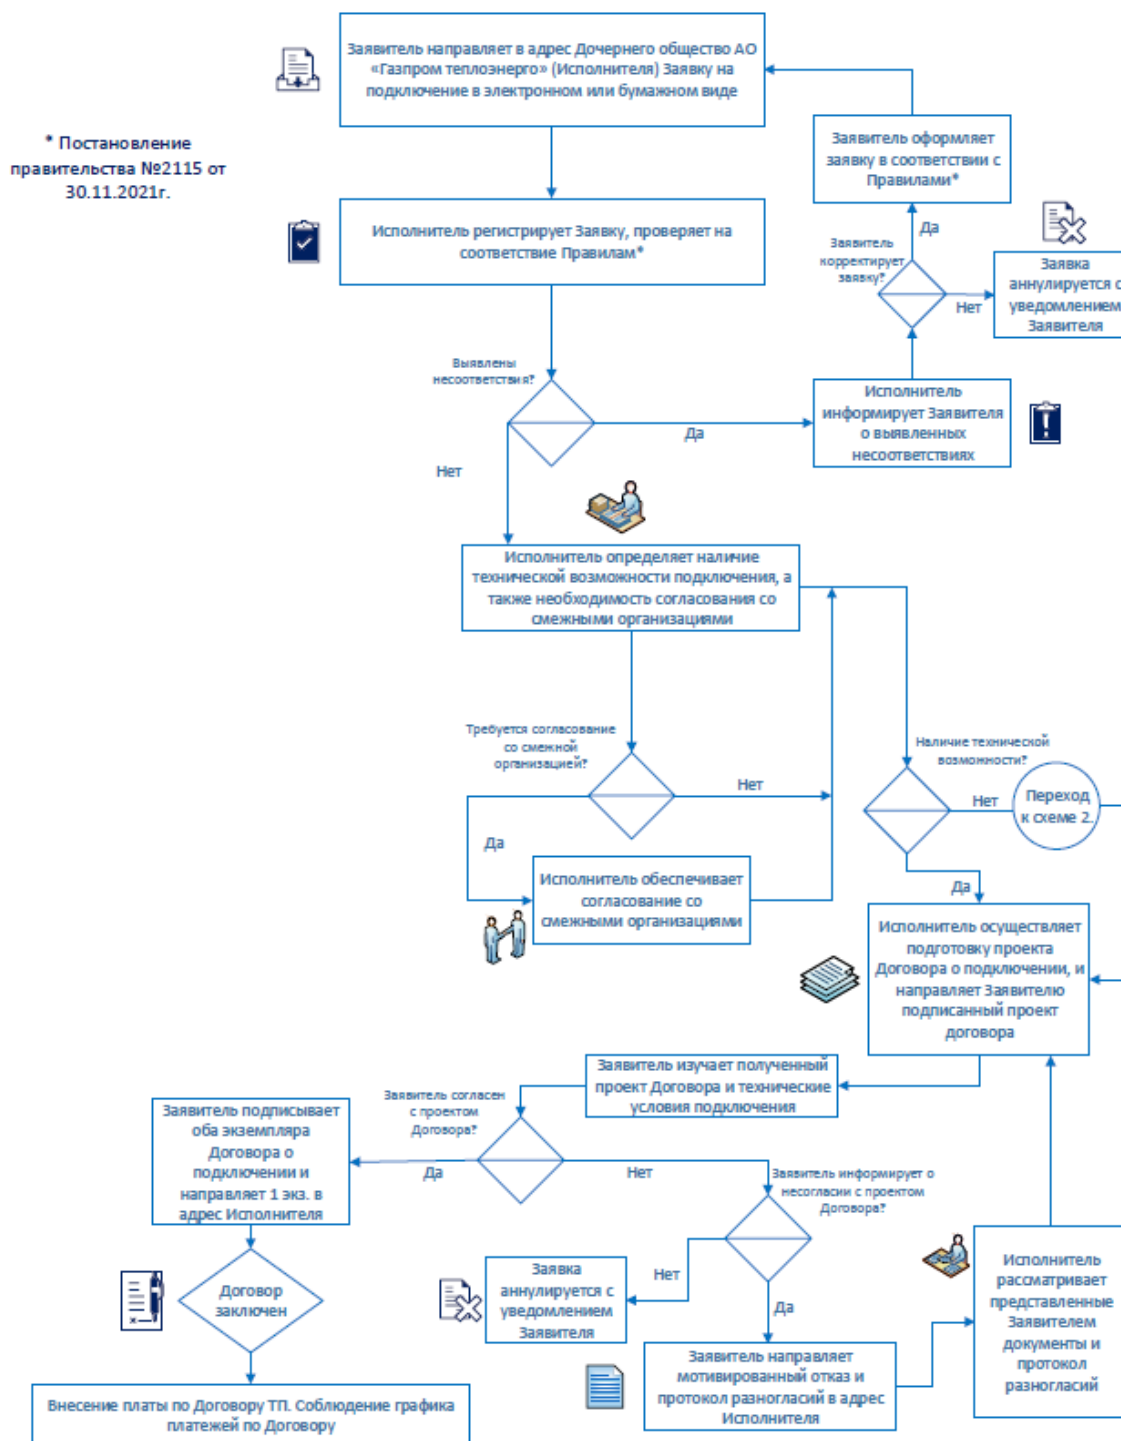 Заявитель направляет в адрес Дочернего общество АО
«Газпром теплоэнерго» (Исполнителя) Заявку на
подключение в электронном или бумажном виде
* Постановление
правительства №2115 от
30.11.2021г.
Заявитель оформляет
заявку в соответствии с
Правилами*
Исполнитель регистрирует Заявку, проверяет на
соответствие Правилам*
Да
Заявитель
корректирует
заявку?
Нет
Заявка
аннулируется с
уведомлением
Заявителя
Выявлены
несоответствия?
Да
Нет
Исполнитель
информирует Заявителя
о выявленных
несоответствиях
Исполнитель определяет наличие
технической возможности подключения, а
также необходимость согласования со
смежными организациями
Требуется согласование
со смежной
организацией?
Нет
Да
Наличие технической
возможности?
Нет
Переход
к схеме 2.
Да
Исполнитель обеспечивает
согласование со
смежными организациями
Исполнитель осуществляет
подготовку проекта
Договора о подключении, и
направляет Заявителю
подписанный проект
договора
Заявитель изучает полученный
проект Договора и технические
условия подключения
Заявитель согласен
с проектом
Договора?
Да
Нет
Заявитель подписывает
оба экземпляра
Договора о
подключении и
направляет 1 экз. в
адрес Исполнителя
Заявитель информирует о
несогласии с проектом
Договора?
Нет
Да
Договор
заключен
Заявка
аннулируется с
уведомлением
Заявителя
Исполнитель
рассматривает
представленные
Заявителем
документы и
протокол
разногласий
Заявитель направляет
мотивированный отказ и
протокол разногласий в адрес
Исполнителя
Внесение платы по Договору ТП. Соблюдение графика
платежей по Договору